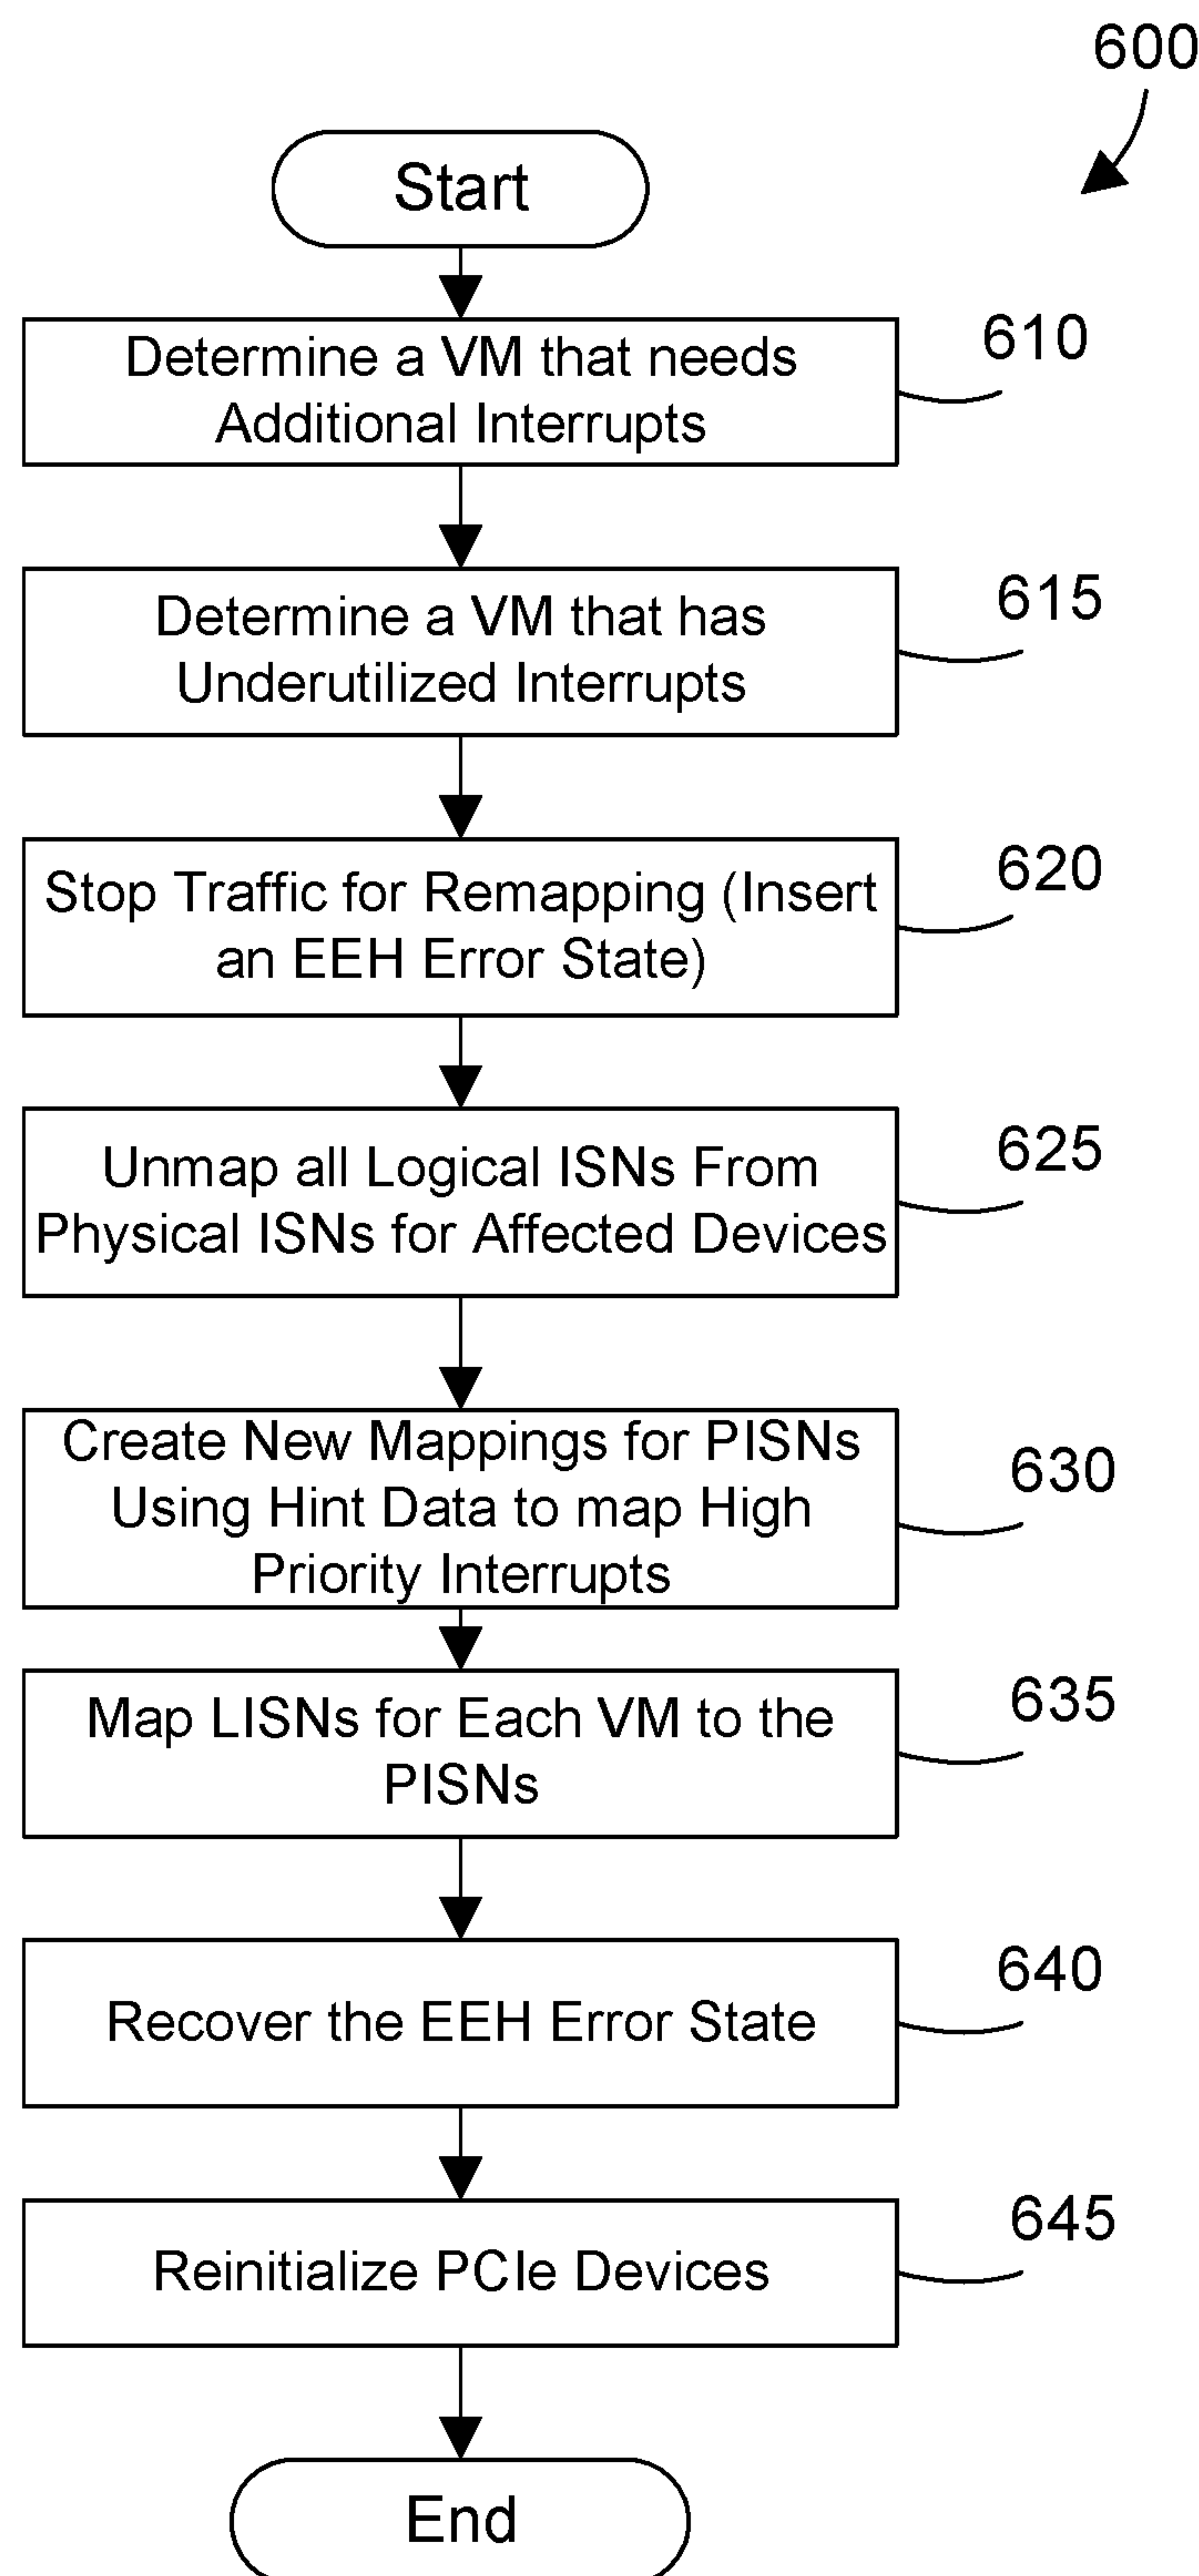 600
Start
Determine a VM that needs
Additional Interrupts
610
Determine a VM that has
Underutilized Interrupts
615
Stop Traffic for Remapping (Insert
an EEH Error State)
620
Unmap all Logical ISNs From
Physical ISNs for Affected Devices
625
Create New Mappings for PISNs
Using Hint Data to map High
Priority Interrupts
630
Map LISNs for Each VM to the
PISNs
635
Recover the EEH Error State
640
Reinitialize PCIe Devices
645
End